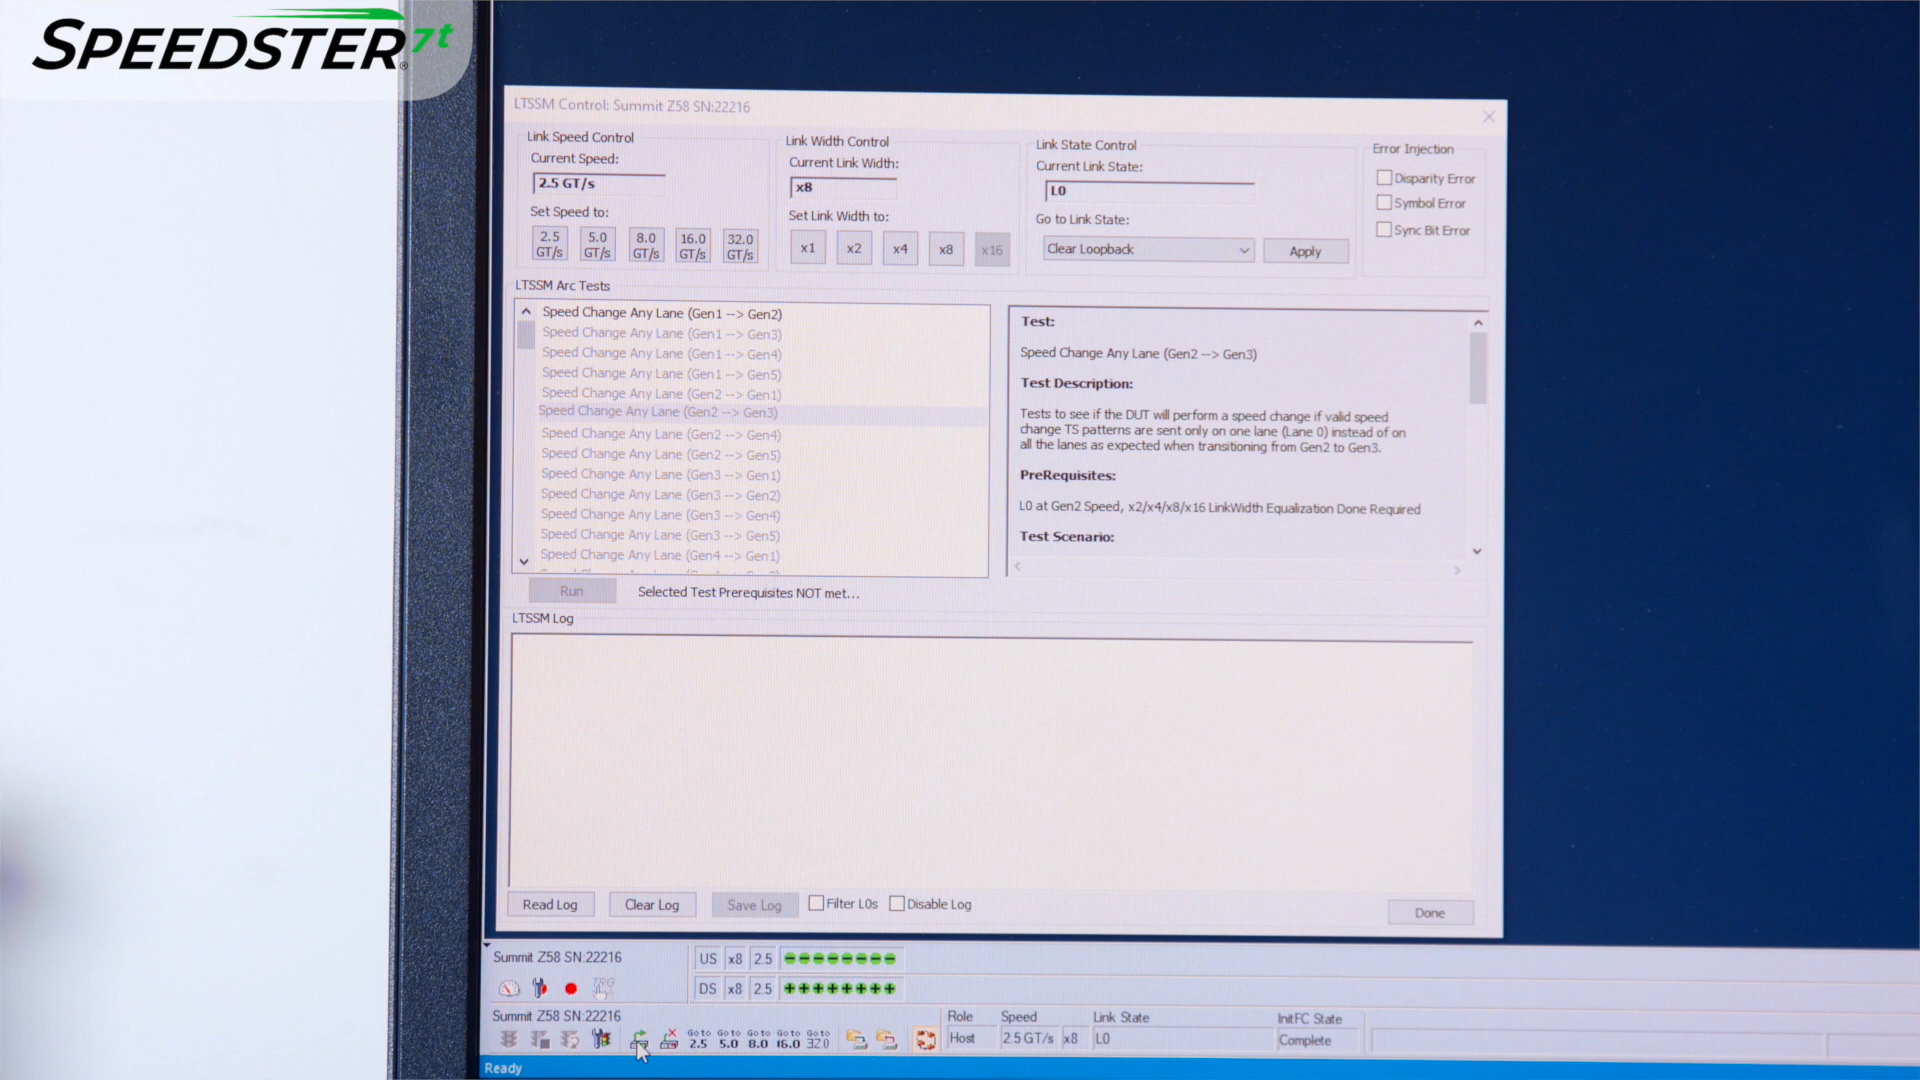 SPEEDSTER®7t
LTSSM Control: Summit Z58 SN:22216
Link Speed Control
Current Speed:
2.5 GT/s
Set Speed to:
2.5 GT/s
5.0 GT/s
8.0 GT/s
16.0 GT/s
32.0 GT/s
Link Width Control
Current Link Width:
x8
Set Link Width to:
x1 x2 x4 x8 x16
Link State Control
Current Link State:
L0
Go to Link State:
Clear Loopback
Apply
Error Injection
Disparity Error
Symbol Error
Sync Bit Error
LTSSM Arc Tests
Speed Change Any Lane (Gen1 --> Gen2)
Speed Change Any Lane (Gen1 --> Gen3)
Speed Change Any Lane (Gen1 --> Gen4)
Speed Change Any Lane (Gen1 --> Gen5)
Speed Change Any Lane (Gen2 --> Gen1)
Speed Change Any Lane (Gen2 --> Gen3)
Speed Change Any Lane (Gen2 --> Gen4)
Speed Change Any Lane (Gen2 --> Gen5)
Speed Change Any Lane (Gen3 --> Gen1)
Speed Change Any Lane (Gen3 --> Gen2)
Speed Change Any Lane (Gen3 --> Gen4)
Speed Change Any Lane (Gen3 --> Gen5)
Speed Change Any Lane (Gen4 --> Gen1)
Test:
Speed Change Any Lane (Gen2 --> Gen3)
Test Description:
Tests to see if the DUT will perform a speed change if valid speed
change TS patterns are sent only on one lane (Lane 0) instead of on
all the lanes as expected when transitioning from Gen2 to Gen3.
PreRequisites:
L0 at Gen2 Speed, x2/x4/x8/x16 LinkWidth Equalization Done Required
Test Scenario:
Run
Selected Test Prerequisites NOT met...
LTSSM Log
Read Log
Clear Log
Save Log
Filter L0s
Disable Log
Done
Summit Z58 SN:22216
US x8 2.5
DS x8 2.5
Summit Z58 SN:22216
Go to 2.5
Go to 5.0
Go to 8.0
Go to 16.0
Go to 32.0
Role
Host
Speed
2.5 GT/s x8
Link State
L0
InitFC State
Complete
Ready